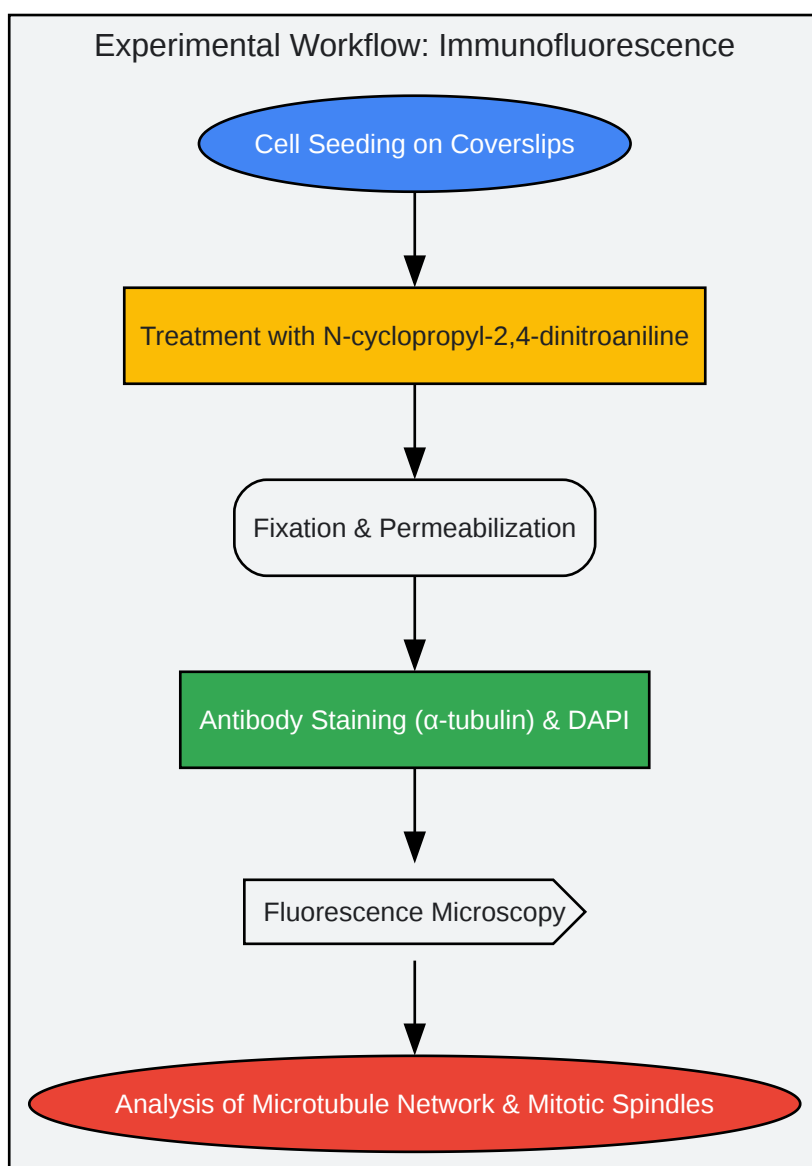 Experimental Workflow: Immunofluorescence
Cell Seeding on Coverslips
Treatment with N-cyclopropyl-2,4-dinitroaniline
Fixation & Permeabilization
Antibody Staining (α-tubulin) & DAPI
Fluorescence Microscopy
Analysis of Microtubule Network & Mitotic Spindles